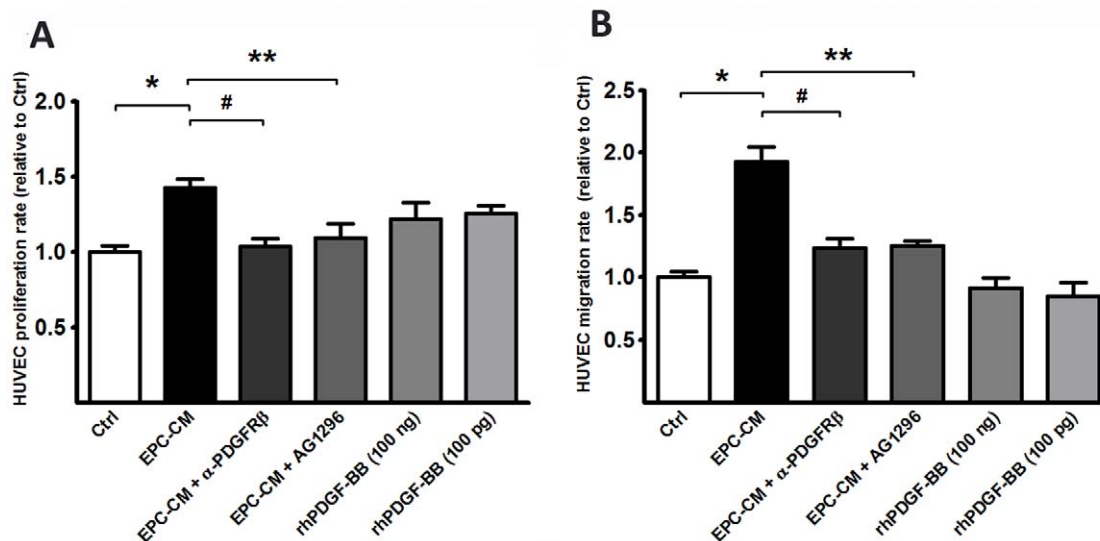 A
HUVEC proliferation rate (relative to Ctrl)
2.0
1.5
1.0
0.5
*
**
#
Ctrl
EPC-CM
EPC-CM + α-PDGFRβ
EPC-CM + AG1296
rhPDGF-BB (100 ng)
rhPDGF-BB (100 pg)
B
HUVEC migration rate (relative to Ctrl)
2.5
2.0
1.5
1.0
0.5
*
**
#
Ctrl
EPC-CM
EPC-CM + α-PDGFRβ
EPC-CM + AG1296
rhPDGF-BB (100 ng)
rhPDGF-BB (100 pg)